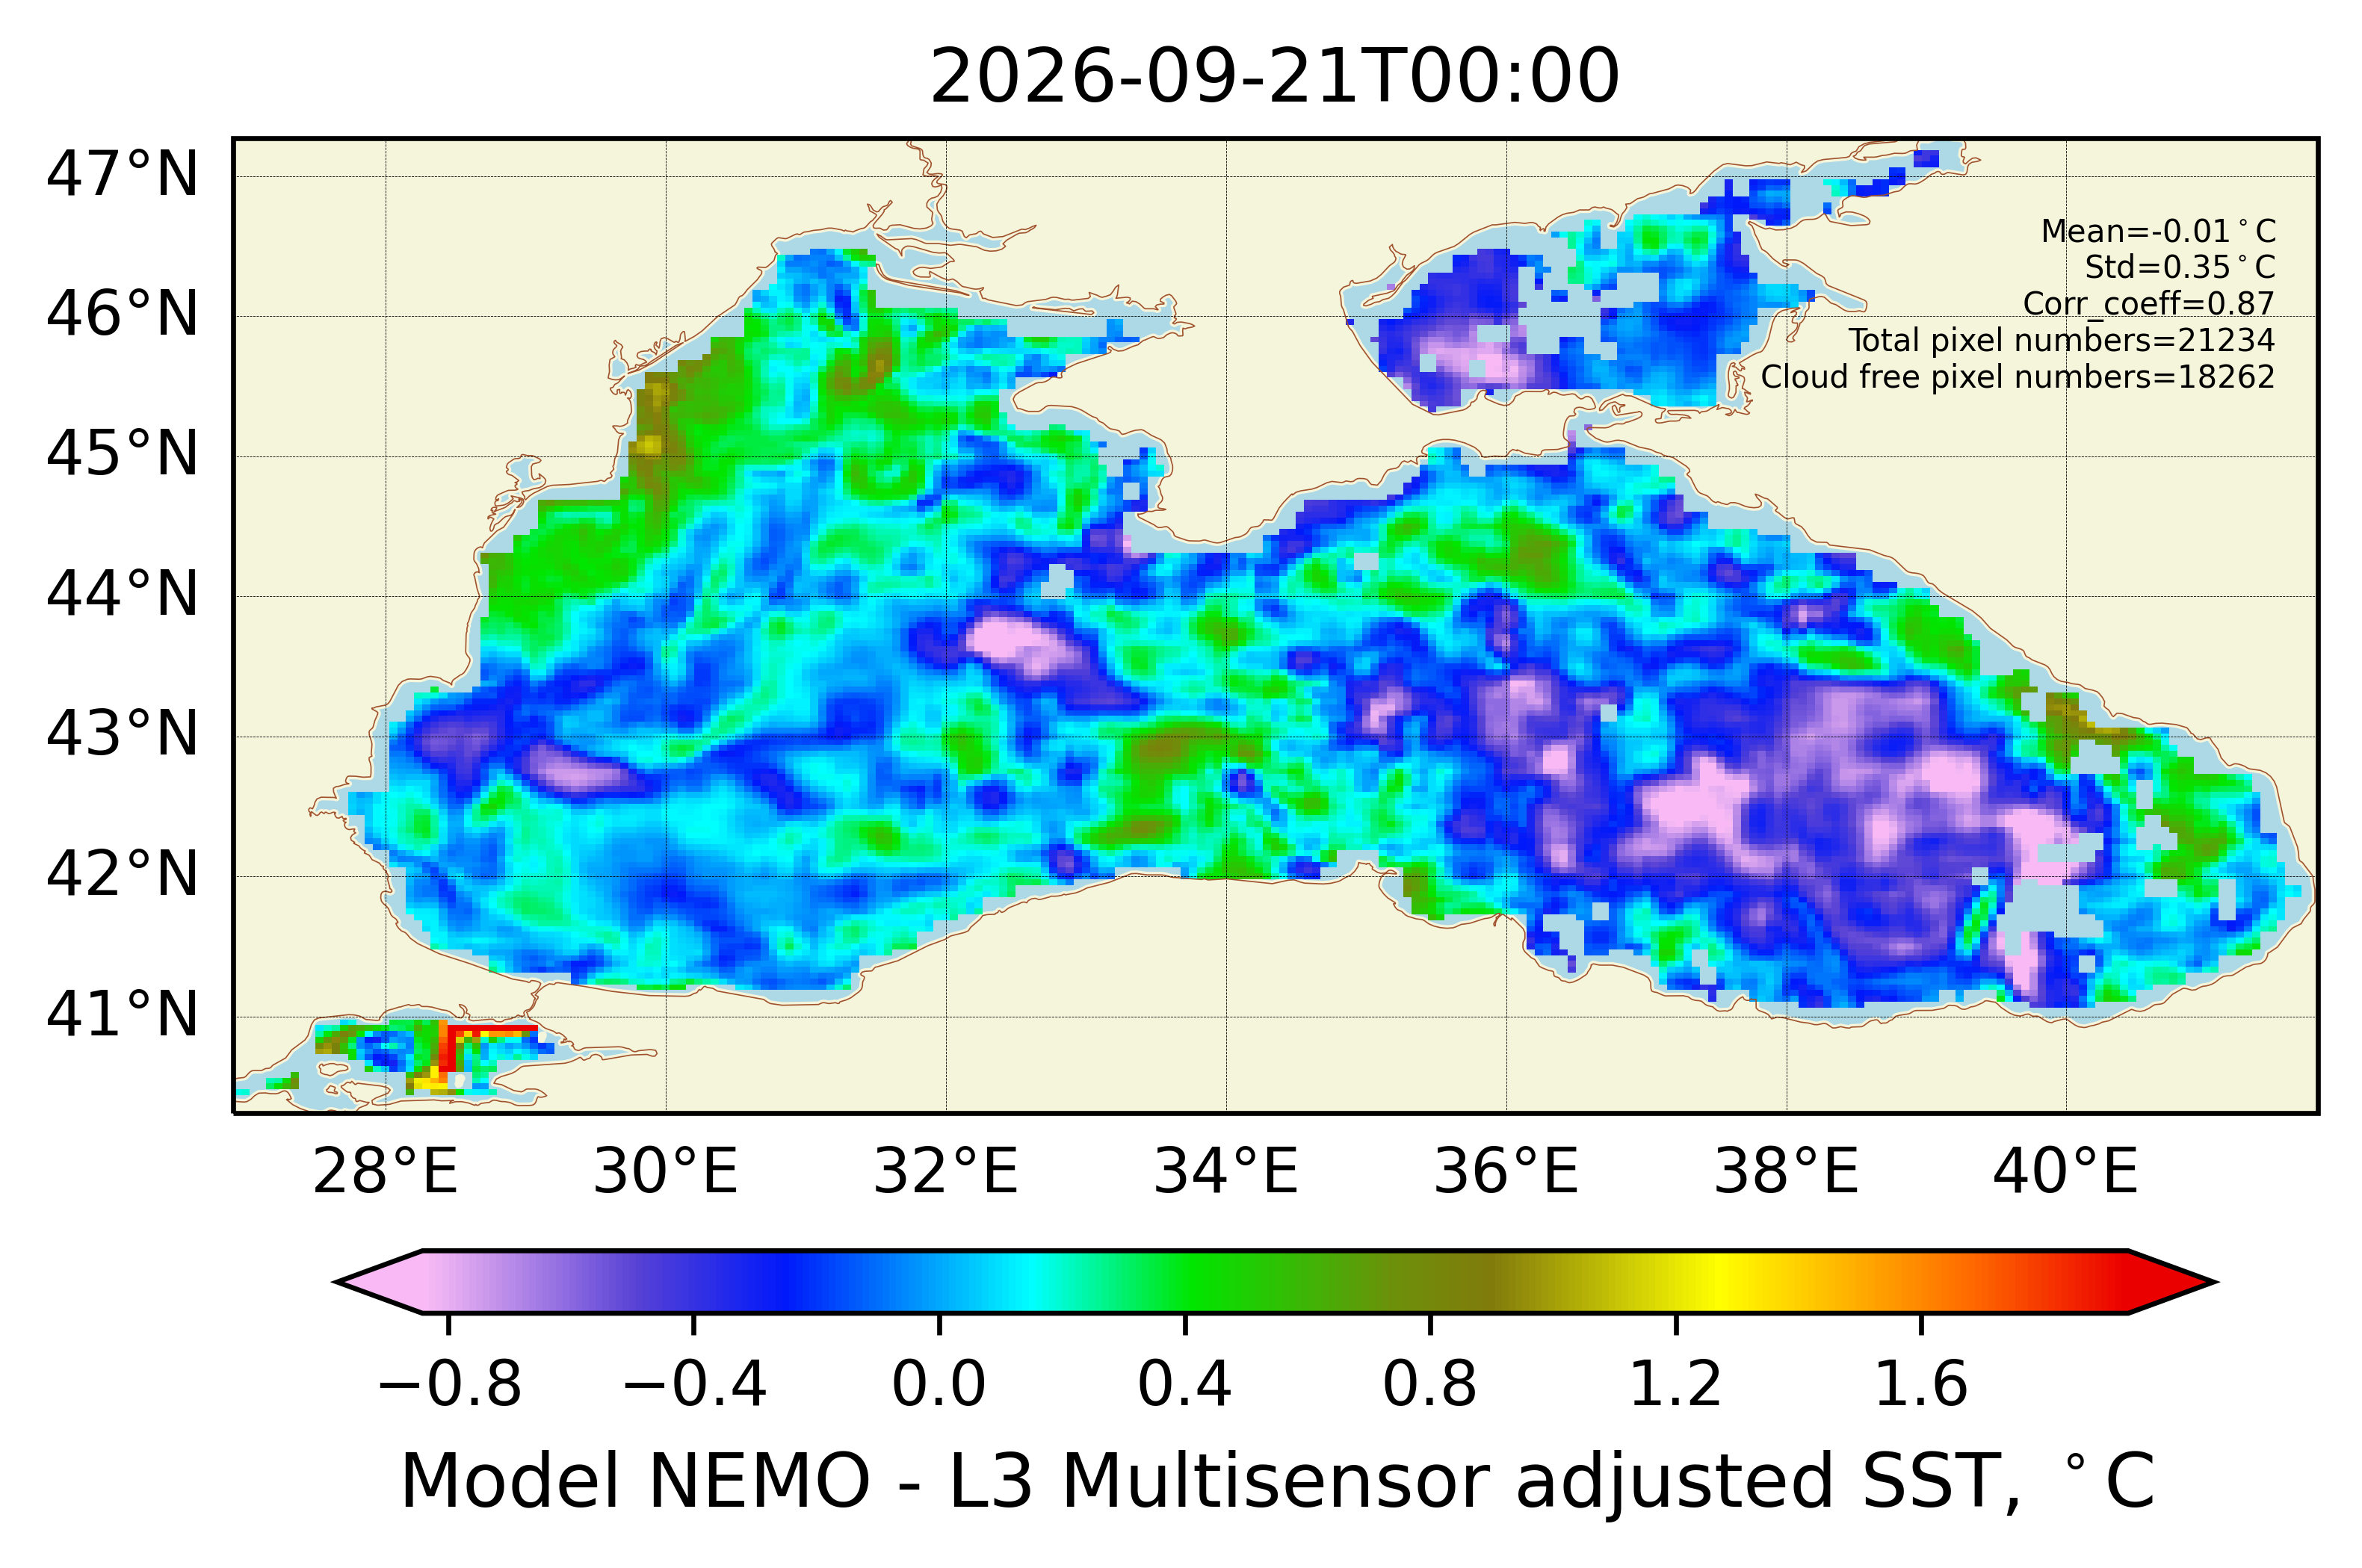 2026-09-21T00:00
47°N
46°N
45°N
44°N
43°N
42°N
41°N
Mean=-0.01°C
Std=0.35°C
Corr_coeff=0.87
Total pixel numbers=21234
Cloud free pixel numbers=18262
28°E 30°E 32°E 34°E 36°E 38°E 40°E
−0.8 −0.4 0.0 0.4 0.8 1.2 1.6
Model NEMO - L3 Multisensor adjusted SST, °C